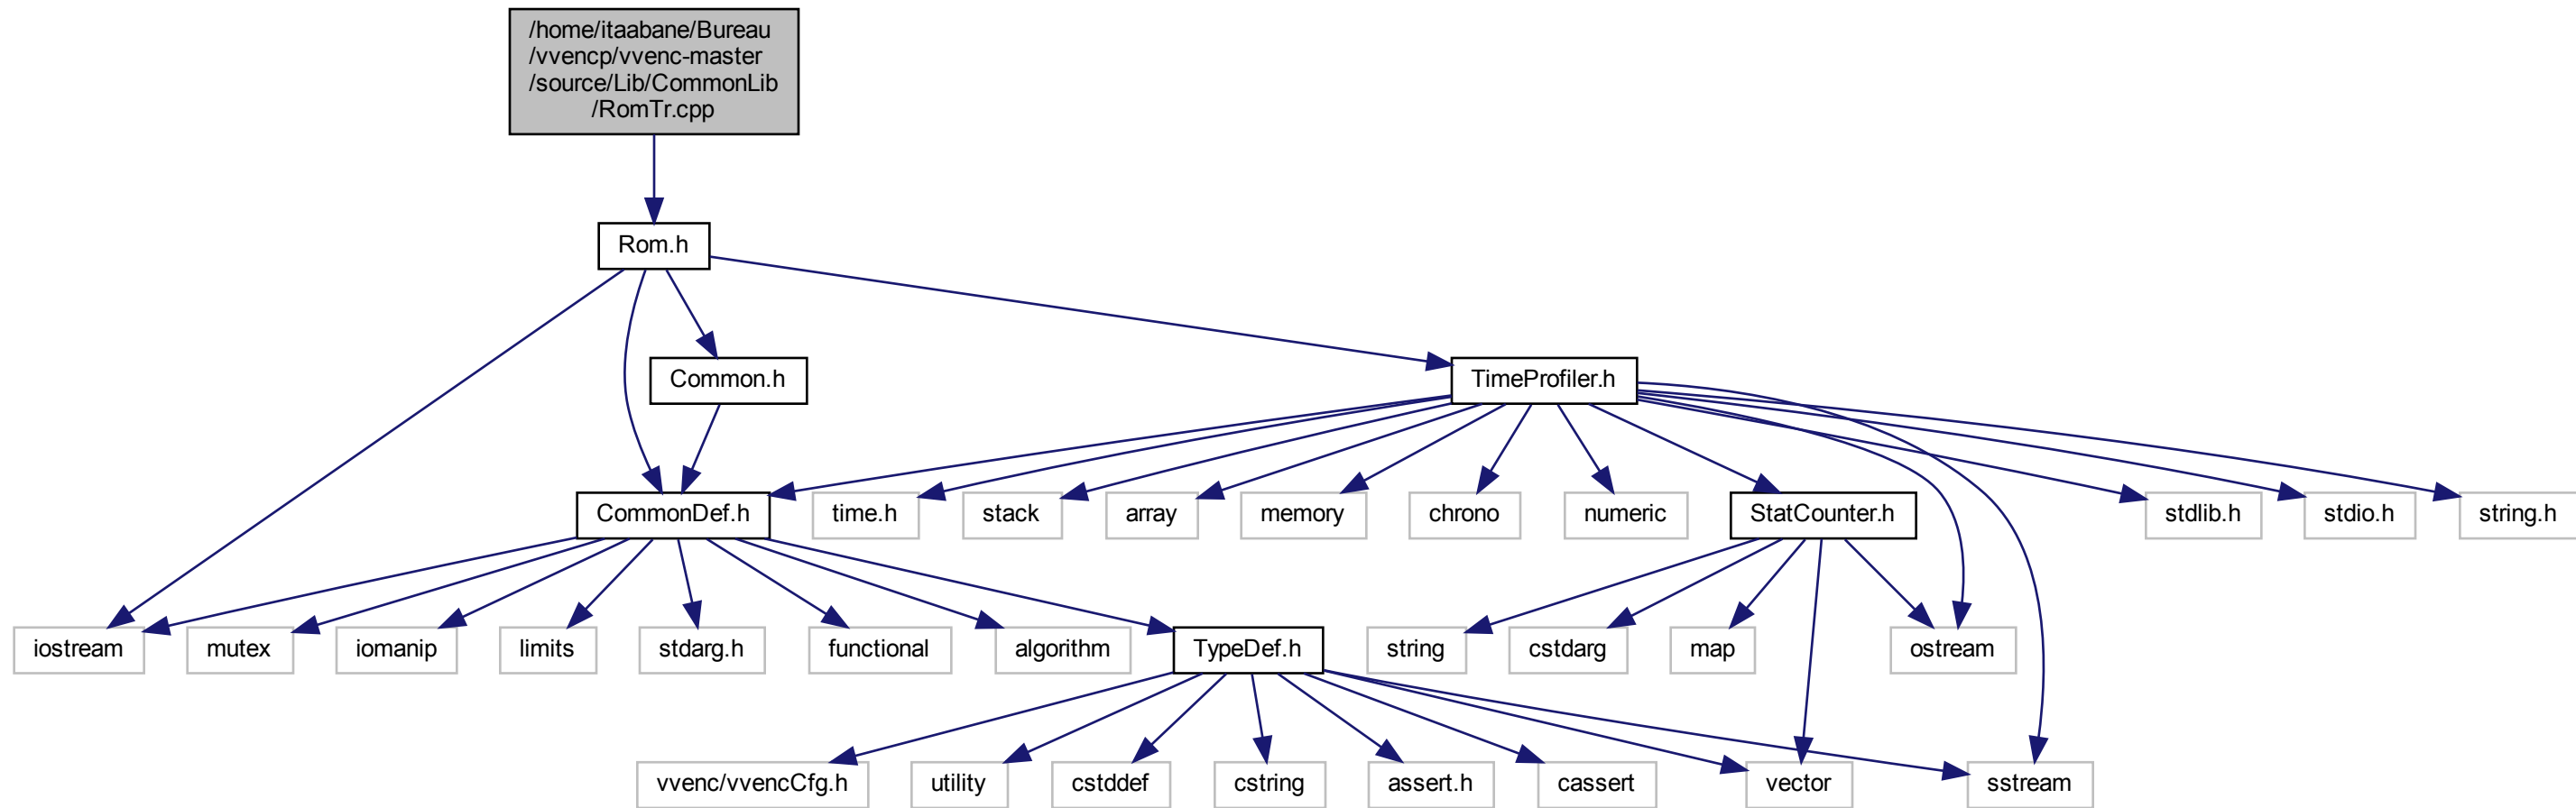 /home/itaabane/Bureau
/vvencp/vvenc-master
/source/Lib/CommonLib
/RomTr.cpp
Rom.h
Common.h
TimeProfiler.h
CommonDef.h
time.h
stack
array
memory
chrono
numeric
StatCounter.h
stdlib.h
stdio.h
string.h
iostream
mutex
iomanip
limits
stdarg.h
functional
algorithm
TypeDef.h
string
cstdarg
map
ostream
vvenc/vvencCfg.h
utility
cstddef
cstring
assert.h
cassert
vector
sstream